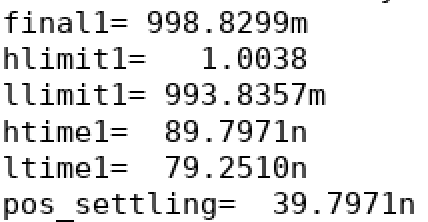 final1= 998.8299m
hlimit1=   1.0038
llimit1= 993.8357m
htime1=  89.7971n
ltime1=  79.2510n
pos_settling=  39.7971n